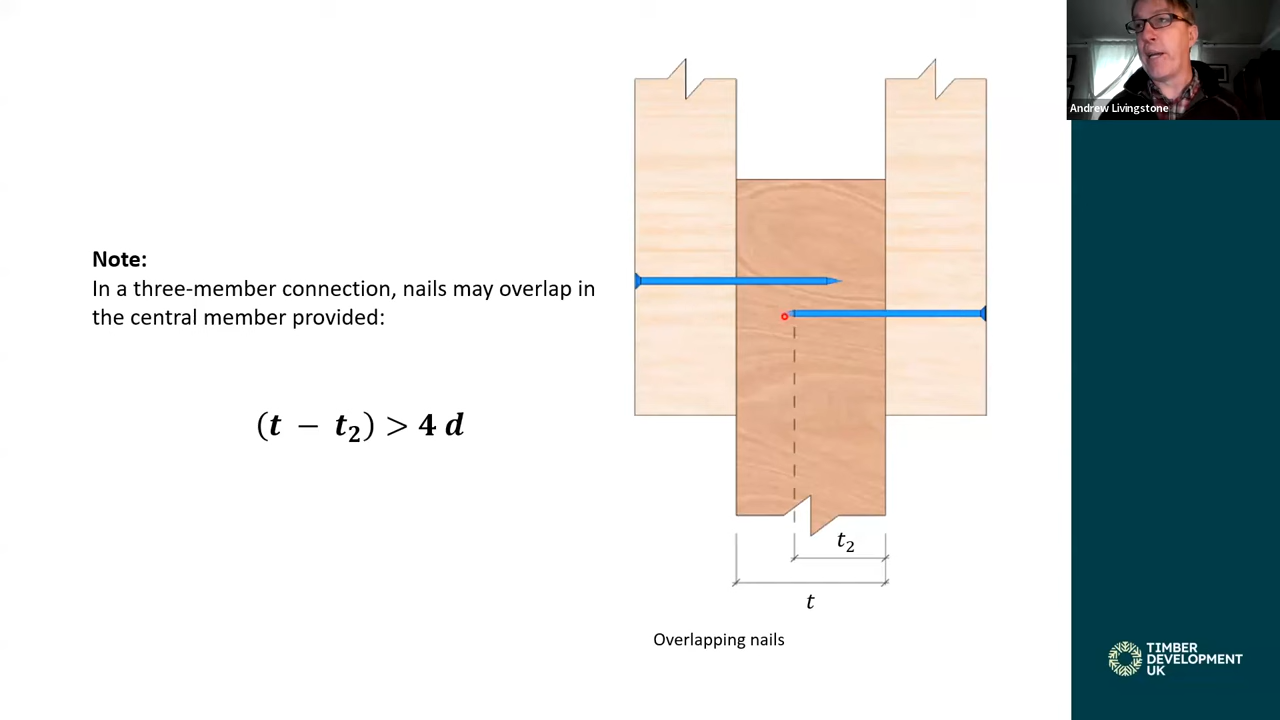 Andrew Livingstone
Note:
In a three-member connection, nails may overlap in
the central member provided:
(t − t₂) > 4 d
t₂
t
Overlapping nails
TIMBER
DEVELOPMENT
UK